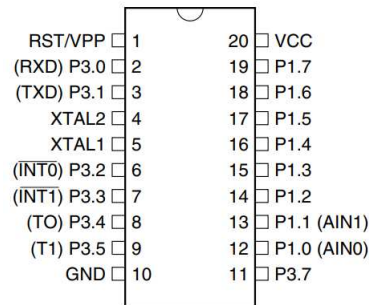 RST/VPP 1 20 VCC
(RXD) P3.0 2 19 P1.7
(TXD) P3.1 3 18 P1.6
XTAL2 4 17 P1.5
XTAL1 5 16 P1.4
(INT0) P3.2 6 15 P1.3
(INT1) P3.3 7 14 P1.2
(TO) P3.4 8 13 P1.1 (AIN1)
(T1) P3.5 9 12 P1.0 (AIN0)
GND 10 11 P3.7